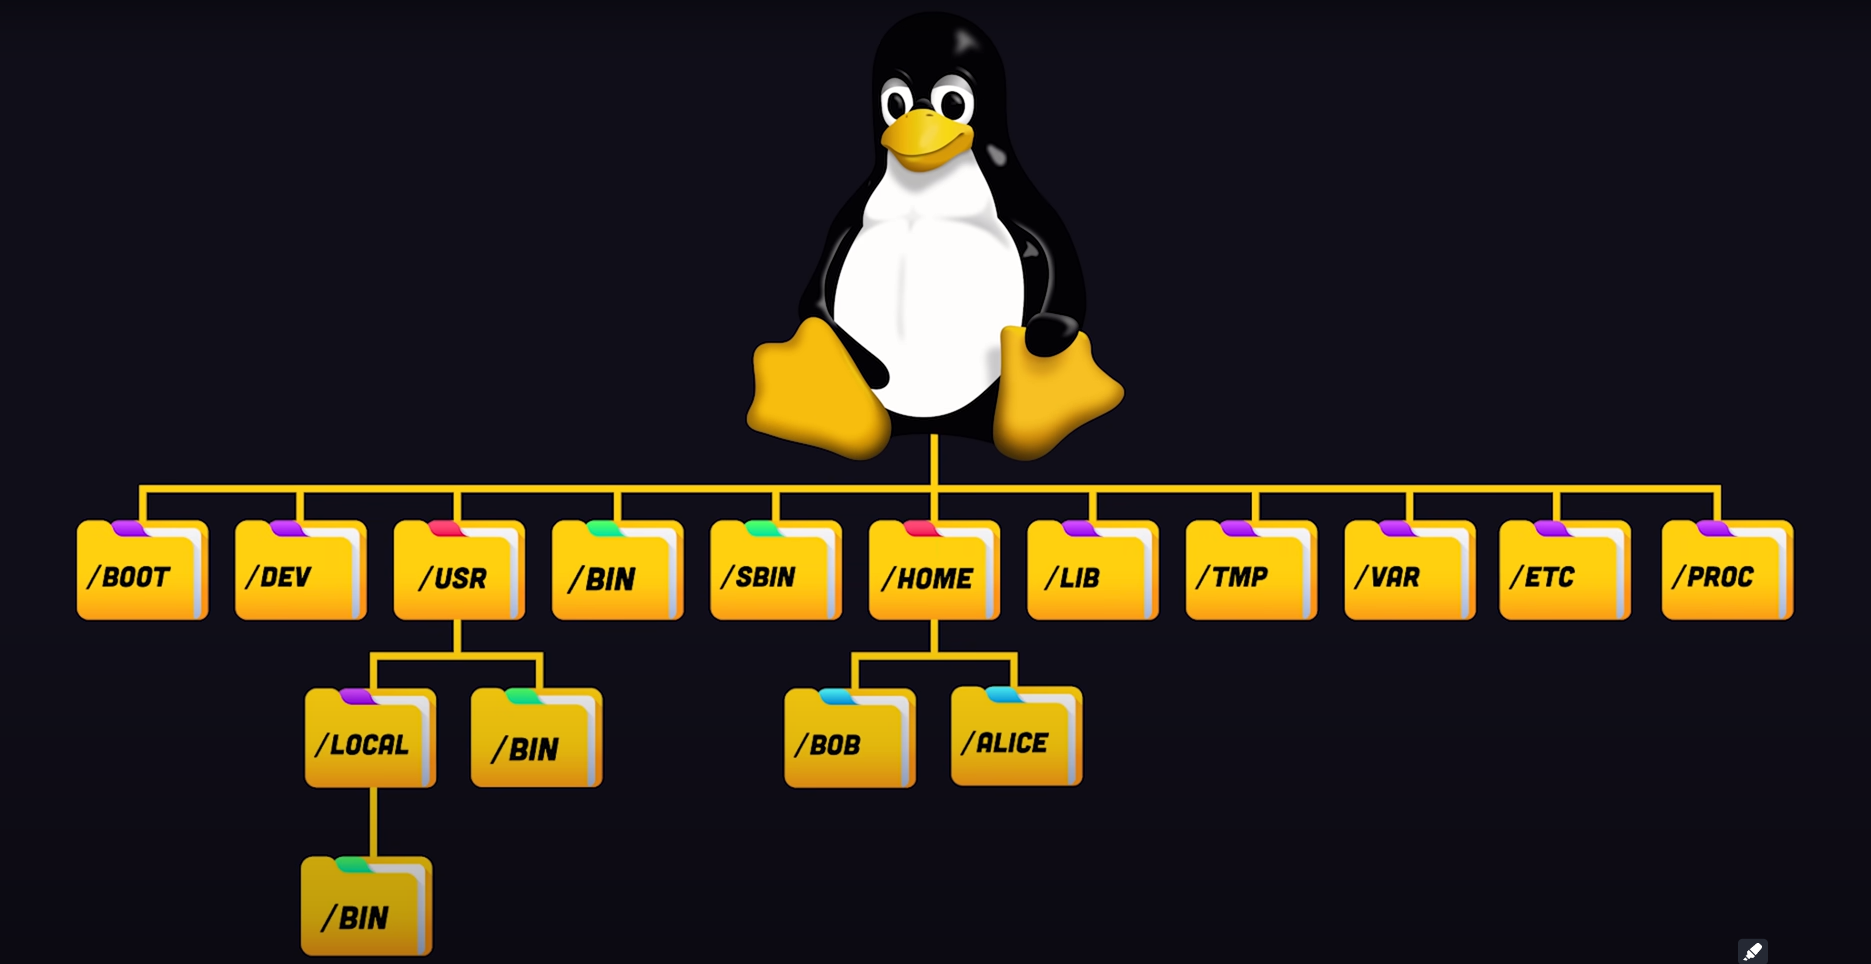 /BOOT
/DEV
/USR
/BIN
/SBIN
/HOME
/LIB
/TMP
/VAR
/ETC
/PROC
/LOCAL
/BIN
/BOB
/ALICE
/BIN